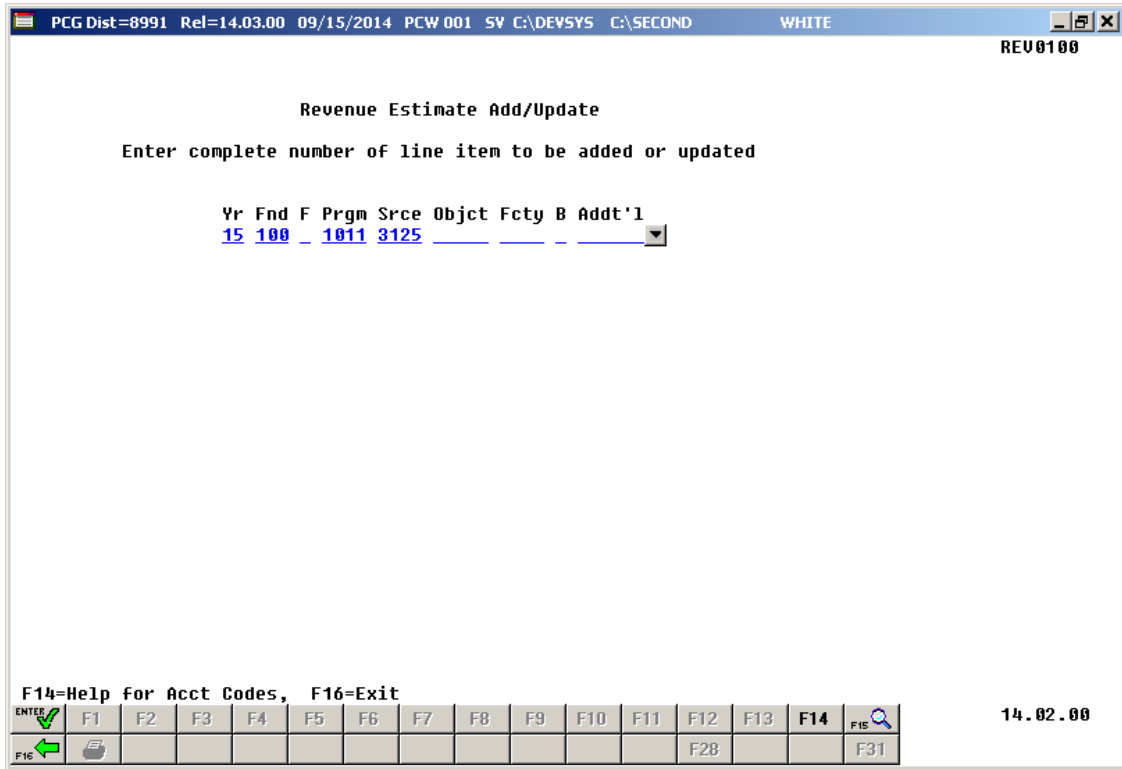 PCG Dist=8991 Rel=14.03.00 09/15/2014 PCW 001 SV C:\DEVSYS C:\SECOND WHITE
REV0100
Revenue Estimate Add/Update
Enter complete number of line item to be added or updated
Yr Fnd F Prgm Srce Objct Fcty B Addt'l
15 100 _ 1011 3125 _____ ____ _ ______
F14=Help for Acct Codes, F16=Exit
ENTER F1 F2 F3 F4 F5 F6 F7 F8 F9 F10 F11 F12 F13 F14 F15 14.02.00
F16 F28 F31